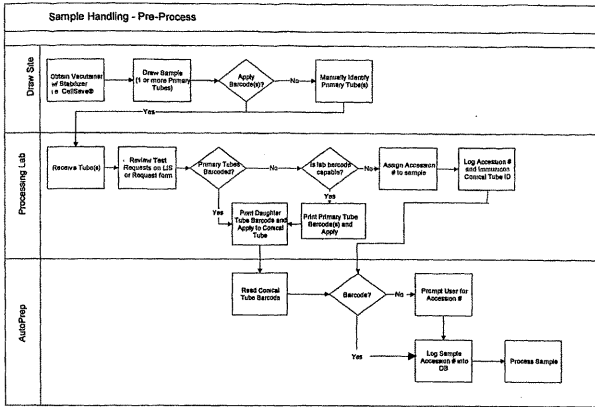 Sample Handling - Pre-Process
Draw Site
Obtain Vacutainer
w/ Stabilizer
i.e. CellSave®
Draw Sample
(1 or more Primary
Tubes)
Apply
Barcode(s)?
No
Manually Identify
Primary Tube(s)
Yes
Processing Lab
Receive Tube(s)
Review Test
Requests on LIS
or Request form
Primary Tubes
Barcoded?
No
Is lab barcode
capable?
No
Assign Accession
# to sample
Log Accession #
and Immunicon
Conical Tube ID
Yes
Yes
Print Daughter
Tube Barcode and
Apply to Conical
Tube
Print Primary Tube
Barcode(s) and
Apply
AutoPrep
Read Conical
Tube Barcode
Barcode?
No
Prompt User for
Accession #
Yes
Log Sample
Accession # into
DB
Process Sample